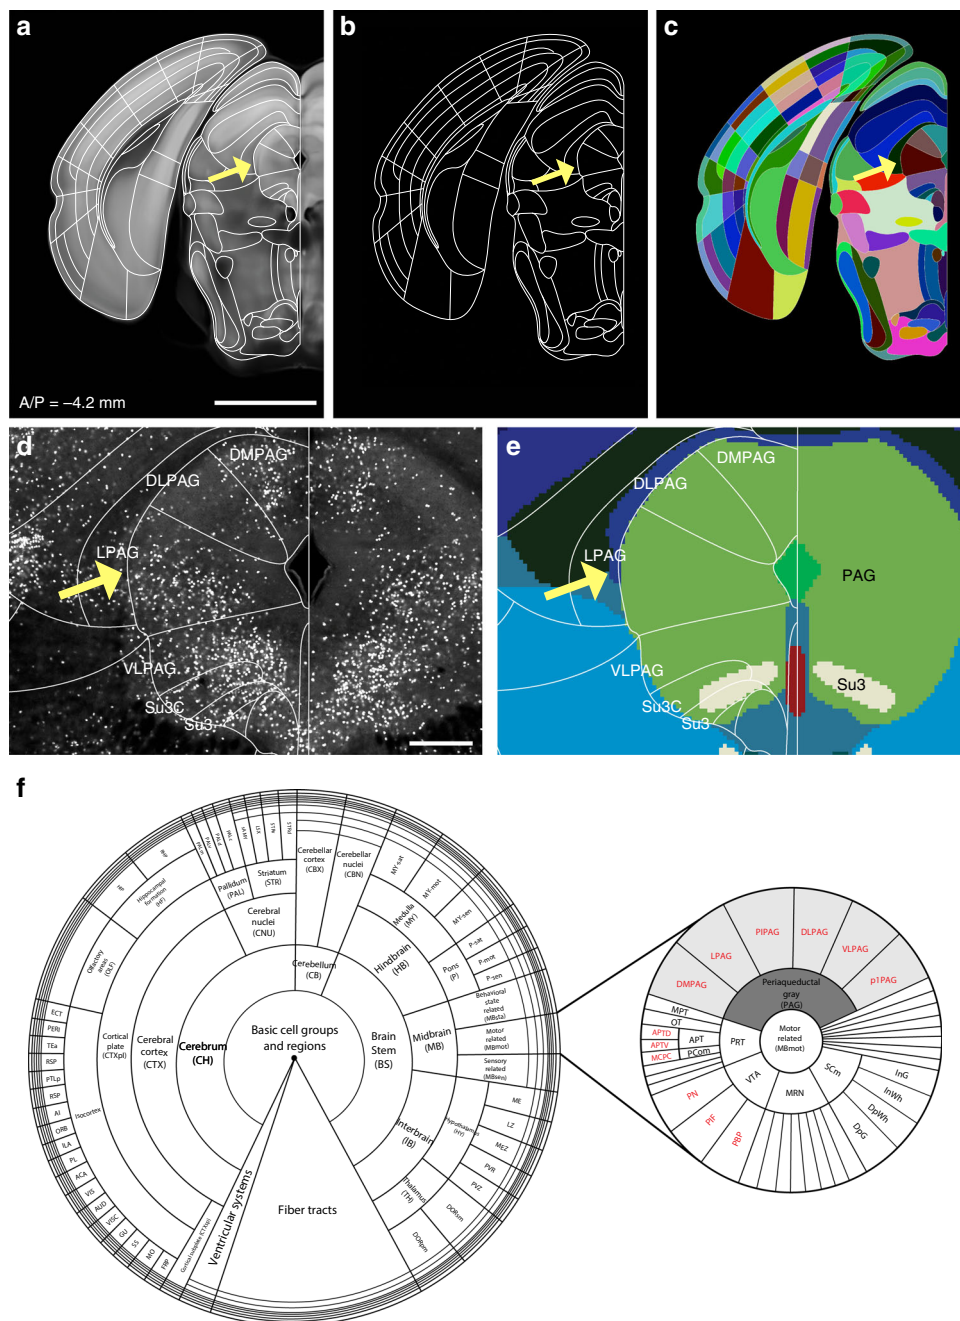 a
b
c
A/P = –4.2 mm
d
DMPAG
DLPAG
LPAG
VLPAG
Su3C
Su3
e
DMPAG
DLPAG
LPAG
PAG
VLPAG
Su3
Su3C
Su3
f
Basic cell groups
and regions
Cerebrum
(CH)
Brain
Stem
(BS)
Cerebellum
(CB)
Fiber tracts
Ventricular systems
Cerebral
cortex
(CTX)
Cerebral
nuclei
(CNU)
Cortical
plate
(CTXpl)
Cortical subplate (CTXsp)
Olfactory
areas
(OLF)
Hippocampal
formation
(HF)
Isocortex
Pallidum
(PAL)
Striatum
(STR)
Cerebellar
cortex
(CBX)
Cerebellar
nuclei
(CBN)
Hindbrain
(HB)
Medulla
(MY)
Pons
(P)
MY-sat
MY-mot
MY-sen
P-sat
P-mot
P-sen
Midbrain
(MB)
Behavioral
state
related
(MBsta)
Motor
related
(MBmot)
Sensory
related
(MBsen)
Interbrain
(IB)
Hypothalamus
(HY)
Thalamus
(TH)
ME
LZ
MEZ
PVR
PVZ
DORsm
DORpm
ECT
PERI
TEa
RSP
PTLp
RSP
AI
ORB
ILA
PL
ACA
VIS
AUD
VISC
GU
SS
MO
FRP
Motor
related
(MBmot)
Periaqueductal
gray
(PAG)
DMPAG
LPAG
PlPAG
DLPAG
VLPAG
p1PAG
MPT
OT
APTD
APTV
MCPC
APT
PCom
PRT
VTA
MRN
SCm
PN
PIF
PBP
InG
InWh
DpWh
DpG